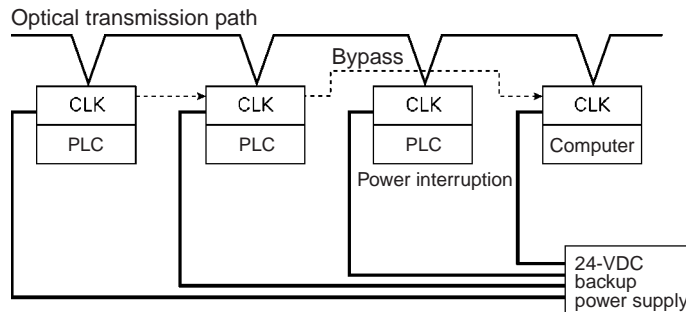 Optical transmission path
Bypass
CLK CLK CLK CLK
PLC PLC PLC Computer
Power interruption
24-VDC
backup
power supply